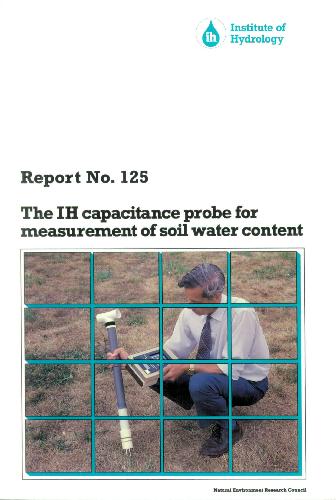 Institute of
Hydrology
ih
Report No. 125
The IH capacitance probe for
measurement of soil water content
Natural Environment Research Council